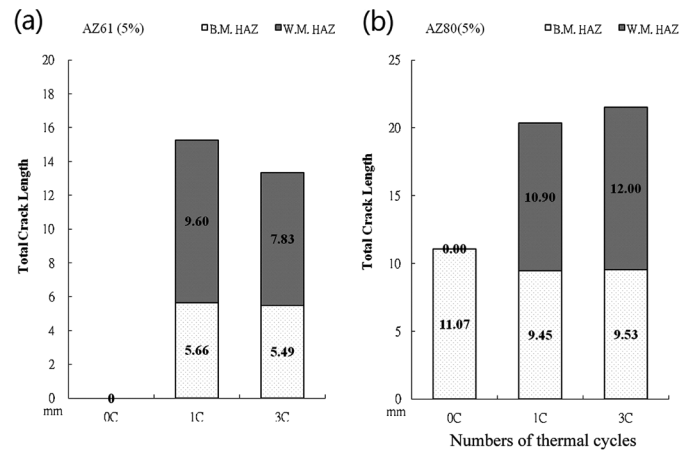 (a)
AZ61 (5%)
B.M. HAZ
W.M. HAZ
Total Crack Length
20
18
16
14
12
10
8
6
4
2
0
mm
0
9.60
5.66
7.83
5.49
0C
1C
3C
(b)
AZ80(5%)
B.M. HAZ
W.M. HAZ
Total Crack Length
25
20
15
10
5
0
mm
0.00
11.07
10.90
9.45
12.00
9.53
0C
1C
3C
Numbers of thermal cycles